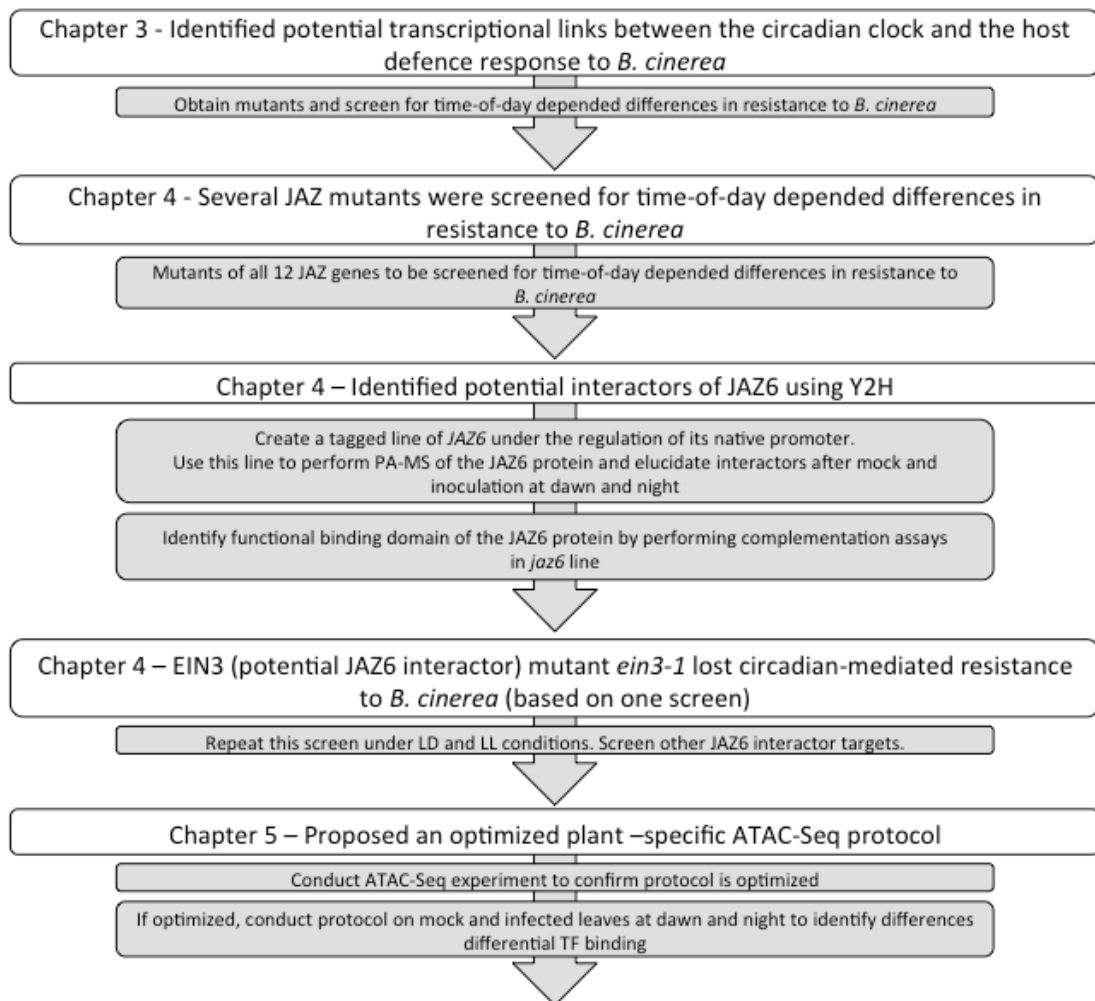 Chapter 3 - Identified potential transcriptional links between the circadian clock and the host
defence response to B. cinerea
Obtain mutants and screen for time-of-day depended differences in resistance to B. cinerea
Chapter 4 - Several JAZ mutants were screened for time-of-day depended differences in
resistance to B. cinerea
Mutants of all 12 JAZ genes to be screened for time-of-day depended differences in resistance to
B. cinerea
Chapter 4 – Identified potential interactors of JAZ6 using Y2H
Create a tagged line of JAZ6 under the regulation of its native promoter.
Use this line to perform PA-MS of the JAZ6 protein and elucidate interactors after mock and
inoculation at dawn and night
Identify functional binding domain of the JAZ6 protein by performing complementation assays
in jaz6 line
Chapter 4 – EIN3 (potential JAZ6 interactor) mutant ein3-1 lost circadian-mediated resistance
to B. cinerea (based on one screen)
Repeat this screen under LD and LL conditions. Screen other JAZ6 interactor targets.
Chapter 5 – Proposed an optimized plant –specific ATAC-Seq protocol
Conduct ATAC-Seq experiment to confirm protocol is optimized
If optimized, conduct protocol on mock and infected leaves at dawn and night to identify differences
differential TF binding